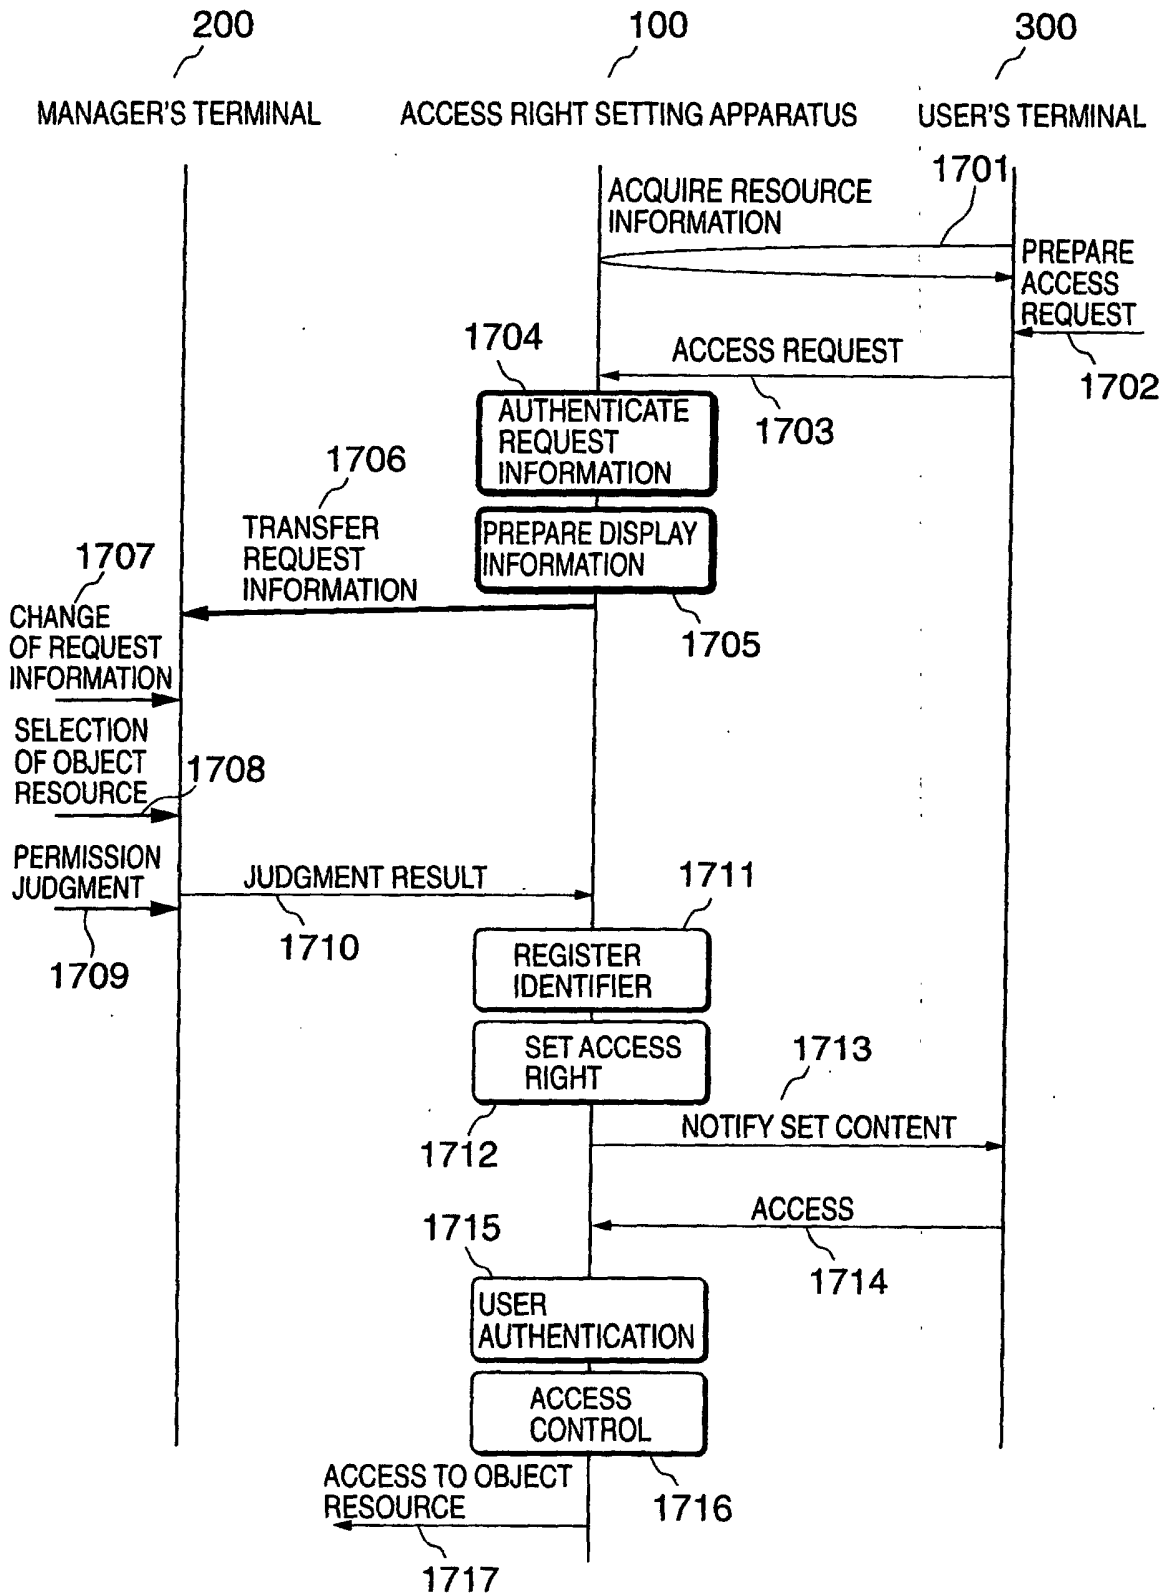 200
100
300
MANAGER'S TERMINAL
ACCESS RIGHT SETTING APPARATUS
USER'S TERMINAL
1701
ACQUIRE RESOURCE
INFORMATION
PREPARE
ACCESS
REQUEST
1702
ACCESS REQUEST
1703
1704
AUTHENTICATE
REQUEST
INFORMATION
PREPARE DISPLAY
INFORMATION
1705
1706
TRANSFER
REQUEST
INFORMATION
1707
CHANGE
OF REQUEST
INFORMATION
SELECTION
OF OBJECT
RESOURCE
1708
PERMISSION
JUDGMENT
1709
JUDGMENT RESULT
1710
1711
REGISTER
IDENTIFIER
SET ACCESS
RIGHT
1712
1713
NOTIFY SET CONTENT
ACCESS
1714
1715
USER
AUTHENTICATION
ACCESS
CONTROL
1716
ACCESS TO OBJECT
RESOURCE
1717